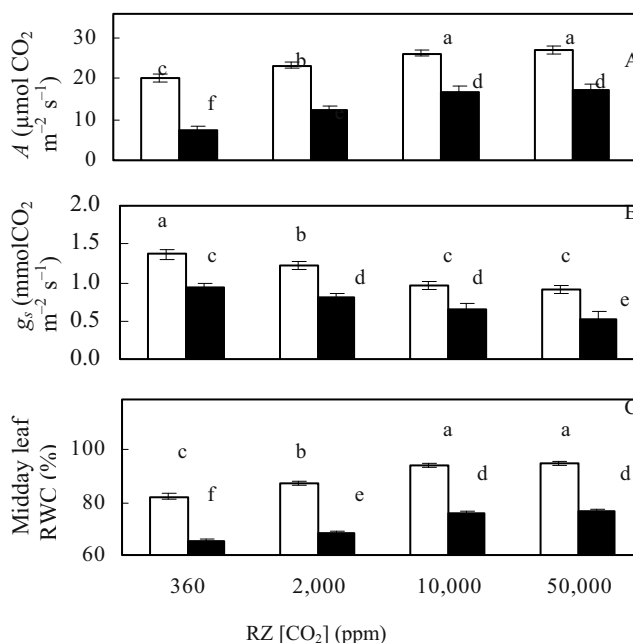 A (µmol CO2 m−2 s−1)
30
20
10
0
c
f
b
e
a
d
a
d
A
gs (mmolCO2 m−2 s−1)
2.0
1.5
1.0
0.5
0.0
a
c
b
d
c
d
c
e
Midday leaf RWC (%)
100
80
60
c
f
b
e
a
d
a
d
360 2,000 10,000 50,000
RZ [CO2] (ppm)